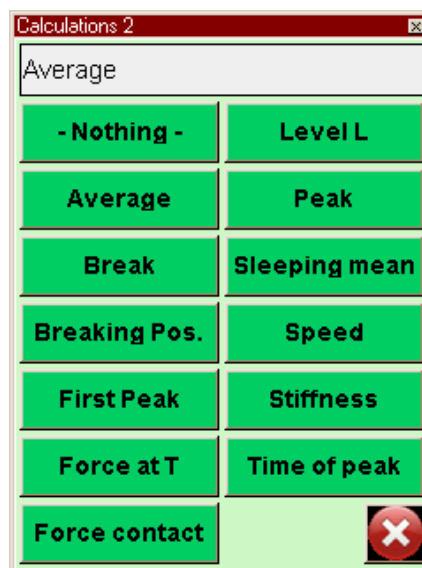 Calculations 2
Average
- Nothing -
Level L
Average
Peak
Break
Sleeping mean
Breaking Pos.
Speed
First Peak
Stiffness
Force at T
Time of peak
Force contact